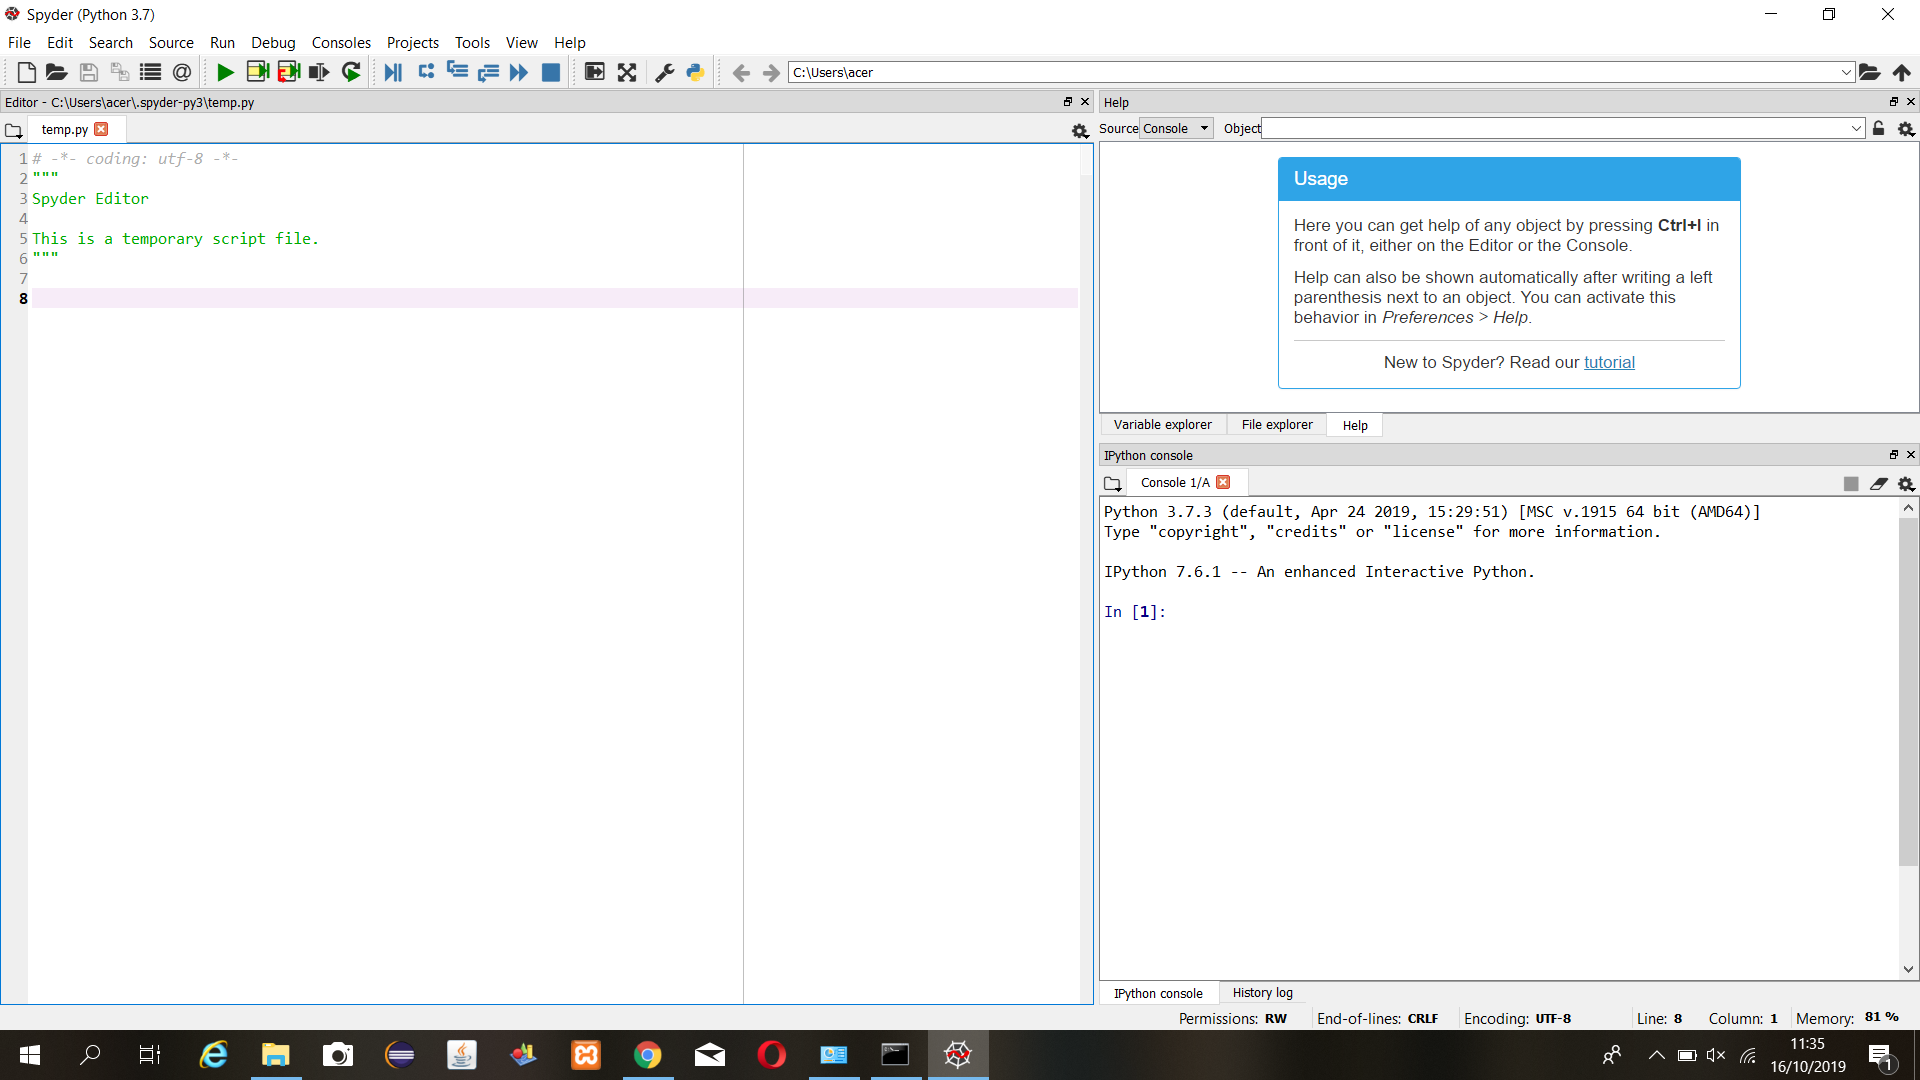 Spyder (Python 3.7)
File Edit Search Source Run Debug Consoles Projects Tools View Help
C:\Users\acer
Editor - C:\Users\acer\.spyder-py3\temp.py
temp.py
1 # -*- coding: utf-8 -*-
2 """
3 Spyder Editor
4
5 This is a temporary script file.
6 """
7
8
Help
Source Console Object
Usage
Here you can get help of any object by pressing Ctrl+I in
front of it, either on the Editor or the Console.
Help can also be shown automatically after writing a left
parenthesis next to an object. You can activate this
behavior in Preferences > Help.
New to Spyder? Read our tutorial
Variable explorer File explorer Help
IPython console
Console 1/A
Python 3.7.3 (default, Apr 24 2019, 15:29:51) [MSC v.1915 64 bit (AMD64)]
Type "copyright", "credits" or "license" for more information.
IPython 7.6.1 -- An enhanced Interactive Python.
In [1]:
IPython console History log
Permissions: RW End-of-lines: CRLF Encoding: UTF-8 Line: 8 Column: 1 Memory: 81 %
11:35
16/10/2019
1